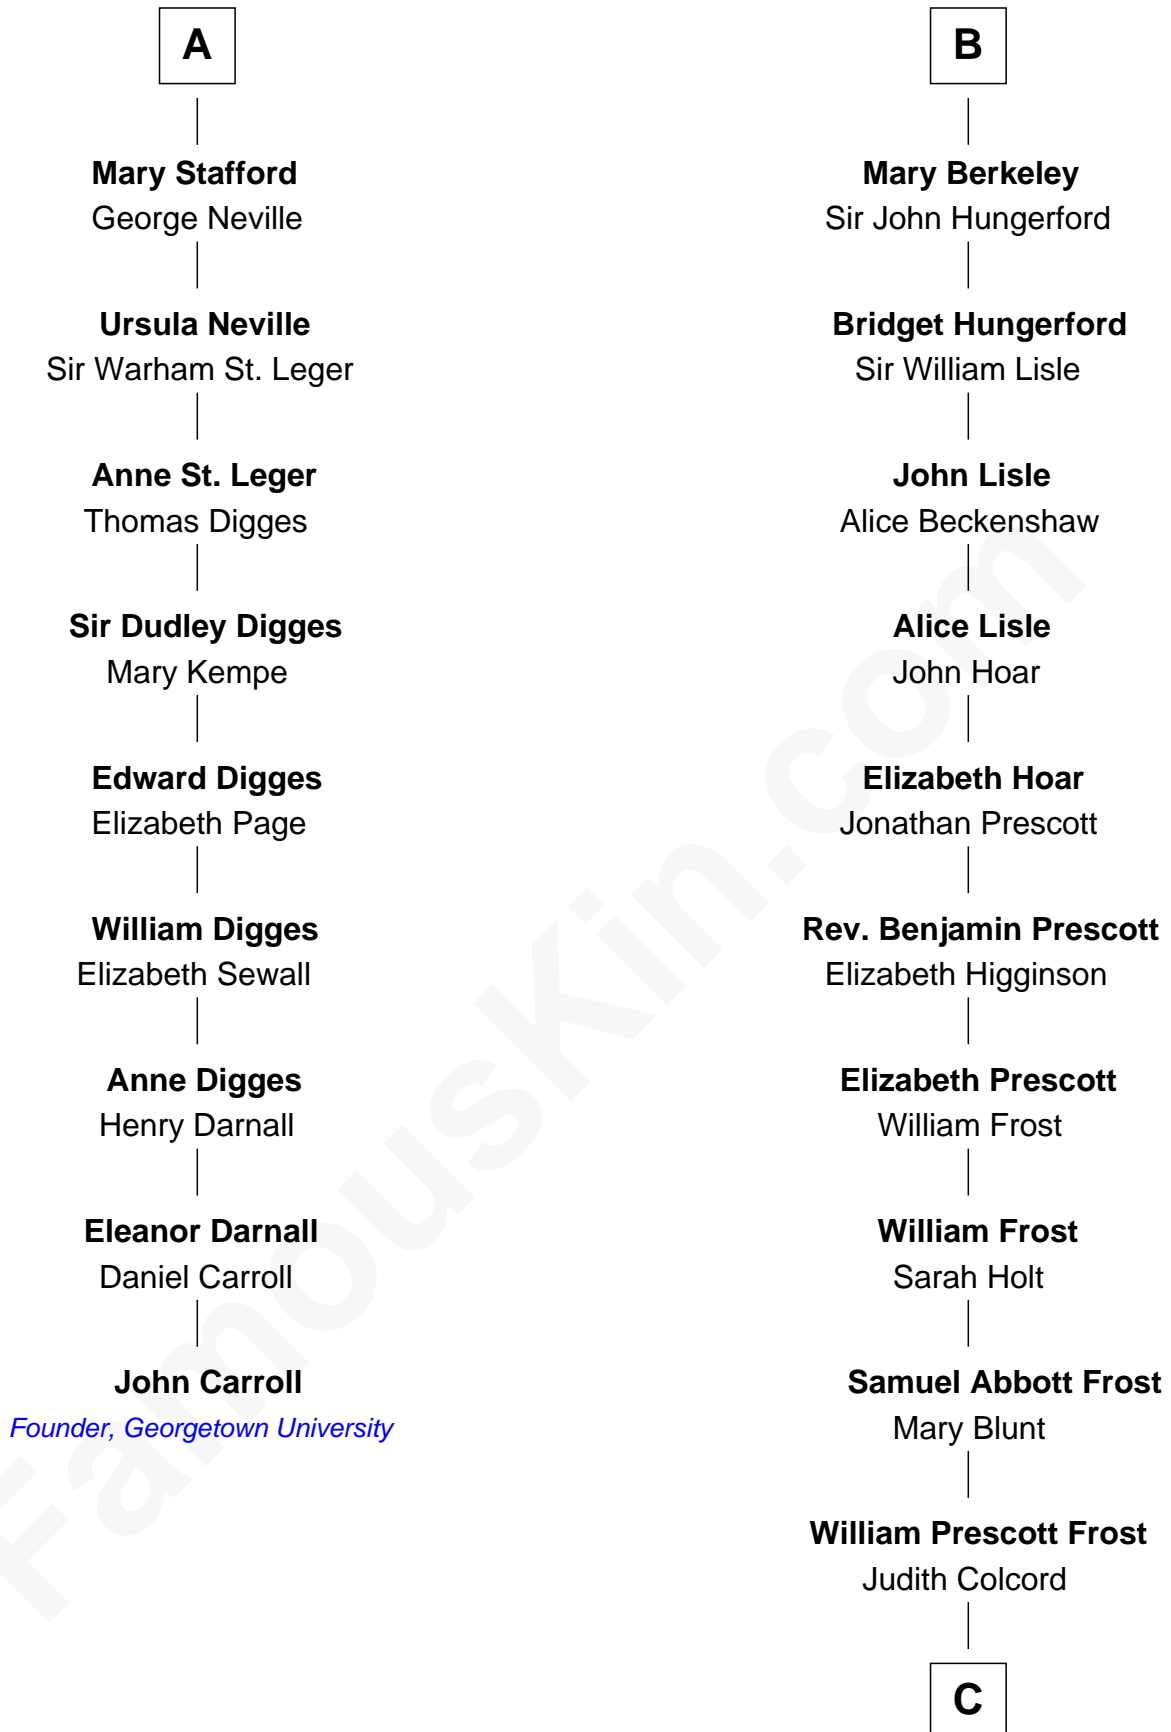 A
Mary Stafford
George Neville
Ursula Neville
Sir Warham St. Leger
Anne St. Leger
Thomas Digges
Sir Dudley Digges
Mary Kempe
Edward Digges
Elizabeth Page
William Digges
Elizabeth Sewall
Anne Digges
Henry Darnall
Eleanor Darnall
Daniel Carroll
John Carroll
Founder, Georgetown University
B
Mary Berkeley
Sir John Hungerford
Bridget Hungerford
Sir William Lisle
John Lisle
Alice Beckenshaw
Alice Lisle
John Hoar
Elizabeth Hoar
Jonathan Prescott
Rev. Benjamin Prescott
Elizabeth Higginson
Elizabeth Prescott
William Frost
William Frost
Sarah Holt
Samuel Abbott Frost
Mary Blunt
William Prescott Frost
Judith Colcord
C
FamousKin.com